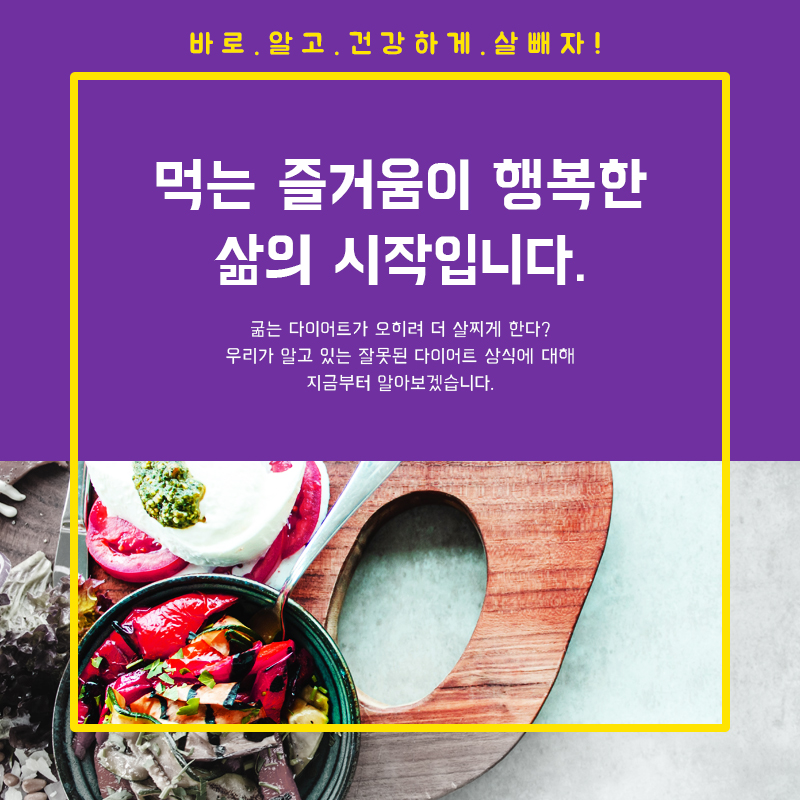 바로.알고.건강하게.살빼자!
먹는 즐거움이 행복한
삶의 시작입니다.
굶는 다이어트가 오히려 더 살찌게 한다?
우리가 알고 있는 잘못된 다이어트 상식에 대해
지금부터 알아보겠습니다.